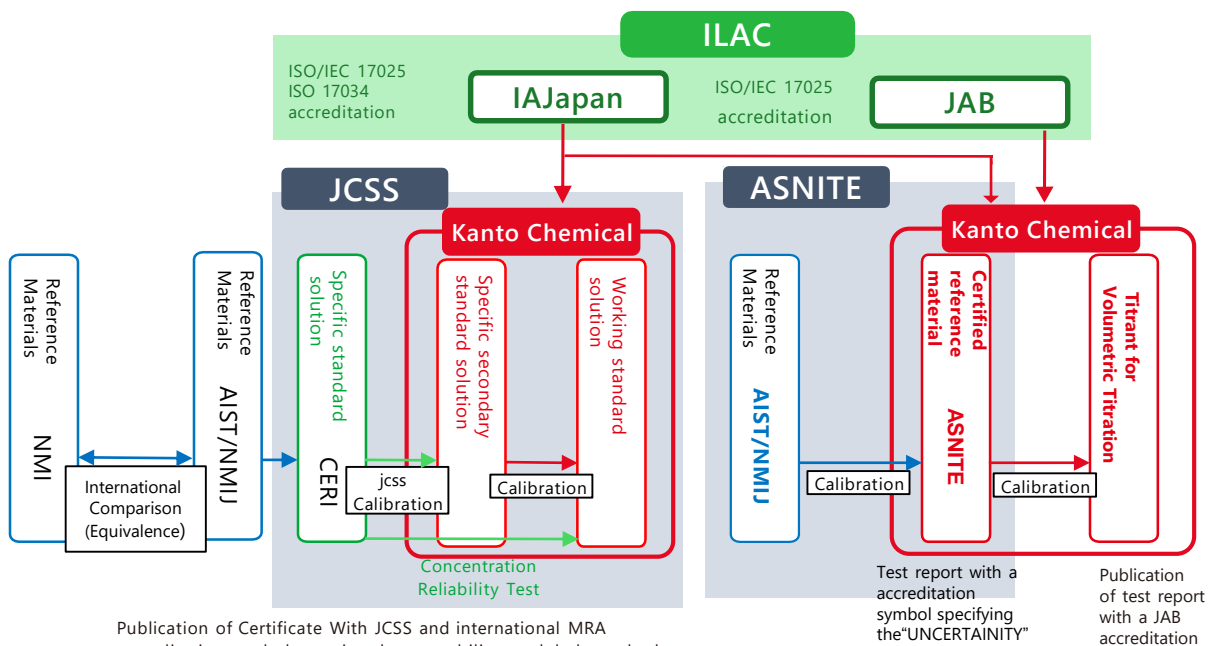 ILAC
ISO/IEC 17025
ISO 17034
accreditation
IAJapan
ISO/IEC 17025
accreditation
JAB
JCSS
ASNITE
Kanto Chemical
Kanto Chemical
Reference
Materials
NMI
International
Comparison
(Equivalence)
Reference
Materials
AIST/NMIJ
Specific standard
solution
CERI
jcss
Calibration
Specific secondary
standard solution
Calibration
Working standard
solution
Concentration
Reliability Test
Reference
Materials
AIST/NMIJ
Calibration
Certified
reference
material
ASNITE
Calibration
Titrant for
Volumetric Titration
Test report with a
accreditation
symbol specifying
the“UNCERTAINITY”
Publication
of test report
with a JAB
accreditation
Publication of Certificate With JCSS and international MRA